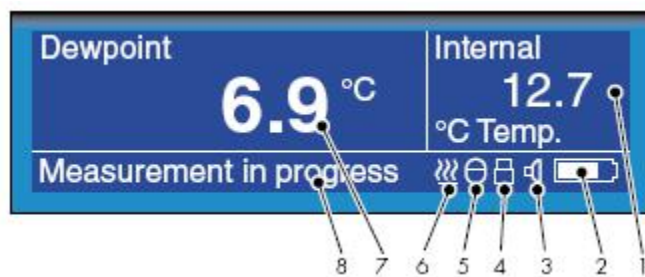 Dewpoint
6.9 °C
Internal
12.7
°C Temp.
Measurement in progress
8 7 6 5 4 3 2 1